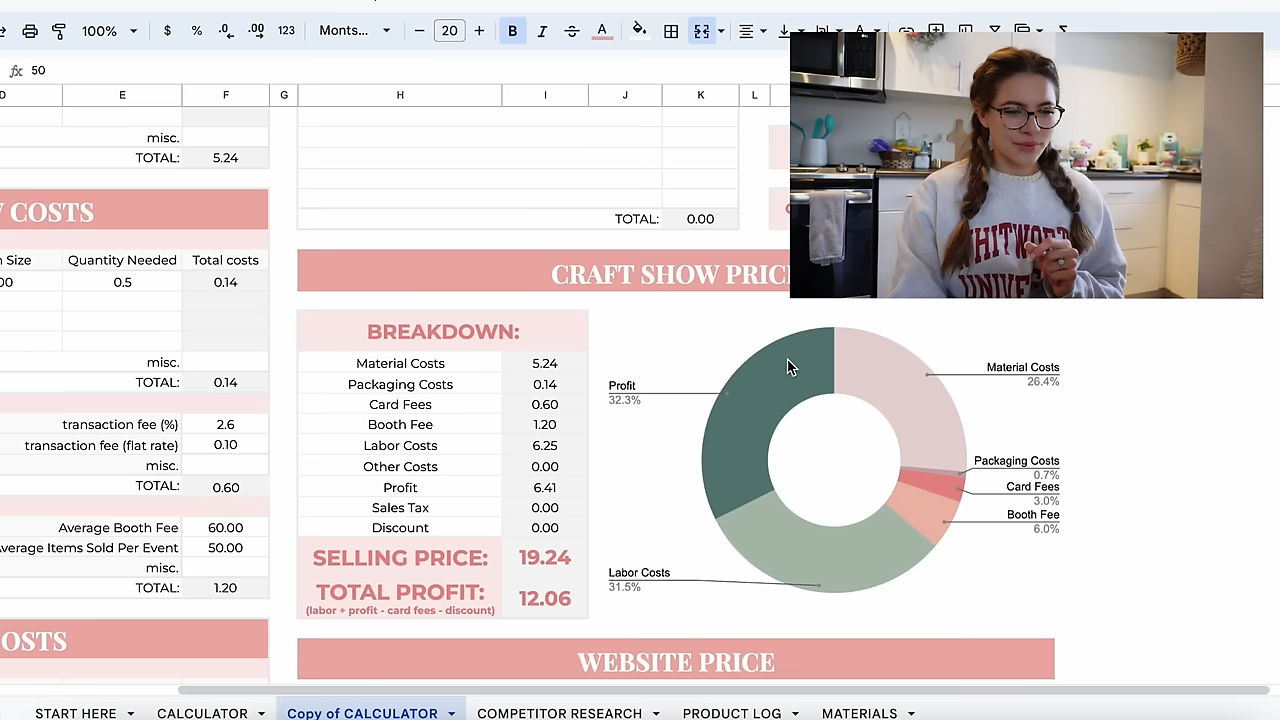 100% $ % .0 .00 123 Monts... 20 B I A
fx 50
D E F G H I J K L
misc.
TOTAL: 5.24
TOTAL: 0.00
COSTS
n Size Quantity Needed Total costs
00 0.5 0.14
misc.
TOTAL: 0.14
transaction fee (%) 2.6
transaction fee (flat rate) 0.10
misc.
TOTAL: 0.60
Average Booth Fee 60.00
verage Items Sold Per Event 50.00
misc.
TOTAL: 1.20
OSTS
CRAFT SHOW PRIC
BREAKDOWN:
Material Costs 5.24
Packaging Costs 0.14
Card Fees 0.60
Booth Fee 1.20
Labor Costs 6.25
Other Costs 0.00
Profit 6.41
Sales Tax 0.00
Discount 0.00
SELLING PRICE: 19.24
TOTAL PROFIT: 12.06
(labor + profit - card fees - discount)
Profit
32.3%
Labor Costs
31.5%
Material Costs
26.4%
Packaging Costs
0.7%
Card Fees
3.0%
Booth Fee
6.0%
WEBSITE PRICE
WHITWORTH
UNIVE
START HERE CALCULATOR Copy of CALCULATOR COMPETITOR RESEARCH PRODUCT LOG MATERIALS